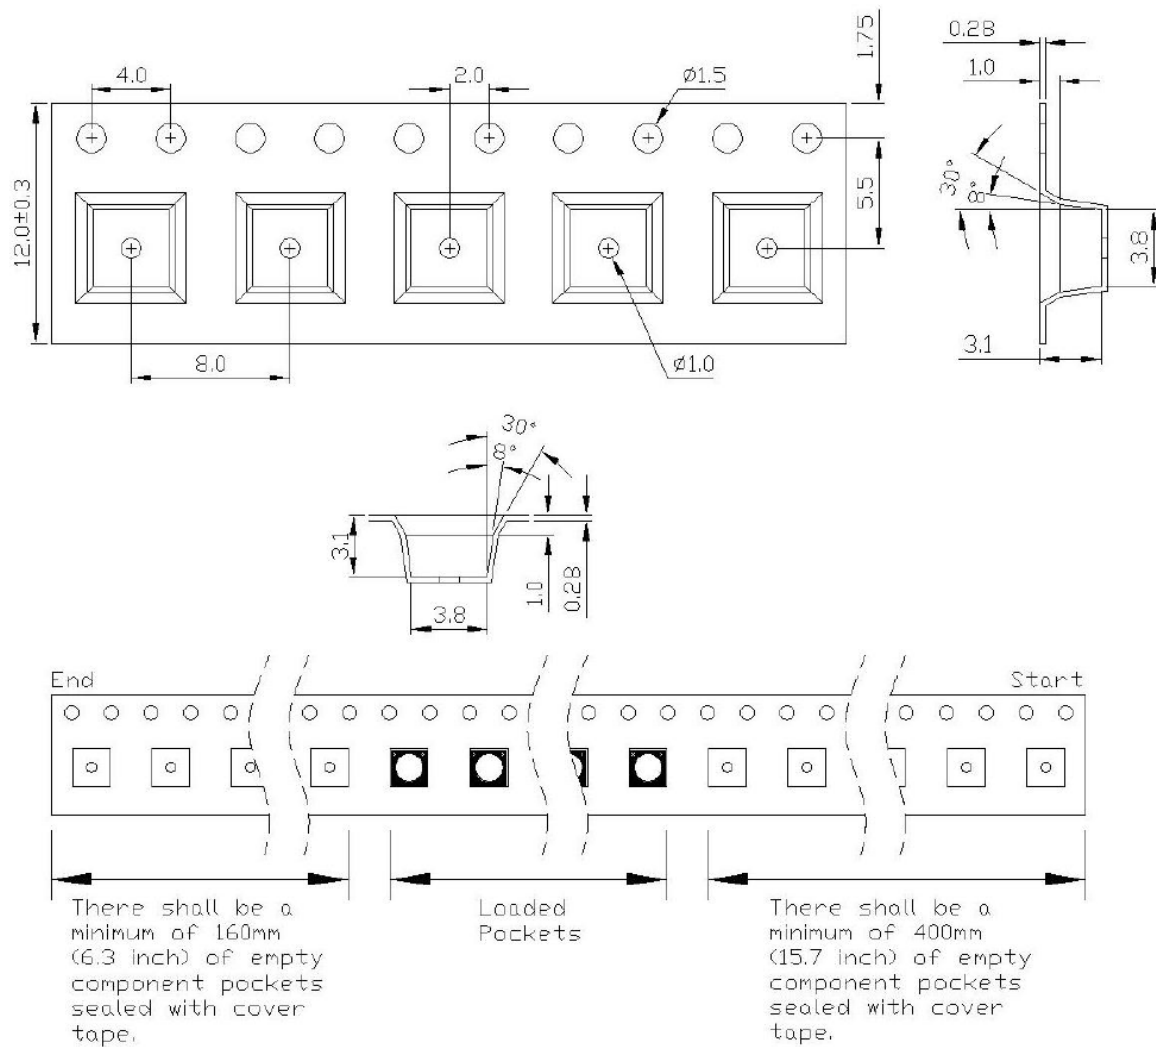 4.0
2.0
Ø1.5
1.75
0.28
1.0
12.0±0.3
5.5
30°
8°
3.8
8.0
Ø1.0
3.1
30°
8°
3.1
1.0
0.28
3.8
End
Start
There shall be a
minimum of 160mm
(6.3 inch) of empty
component pockets
sealed with cover
tape.
Loaded
Pockets
There shall be a
minimum of 400mm
(15.7 inch) of empty
component pockets
sealed with cover
tape.